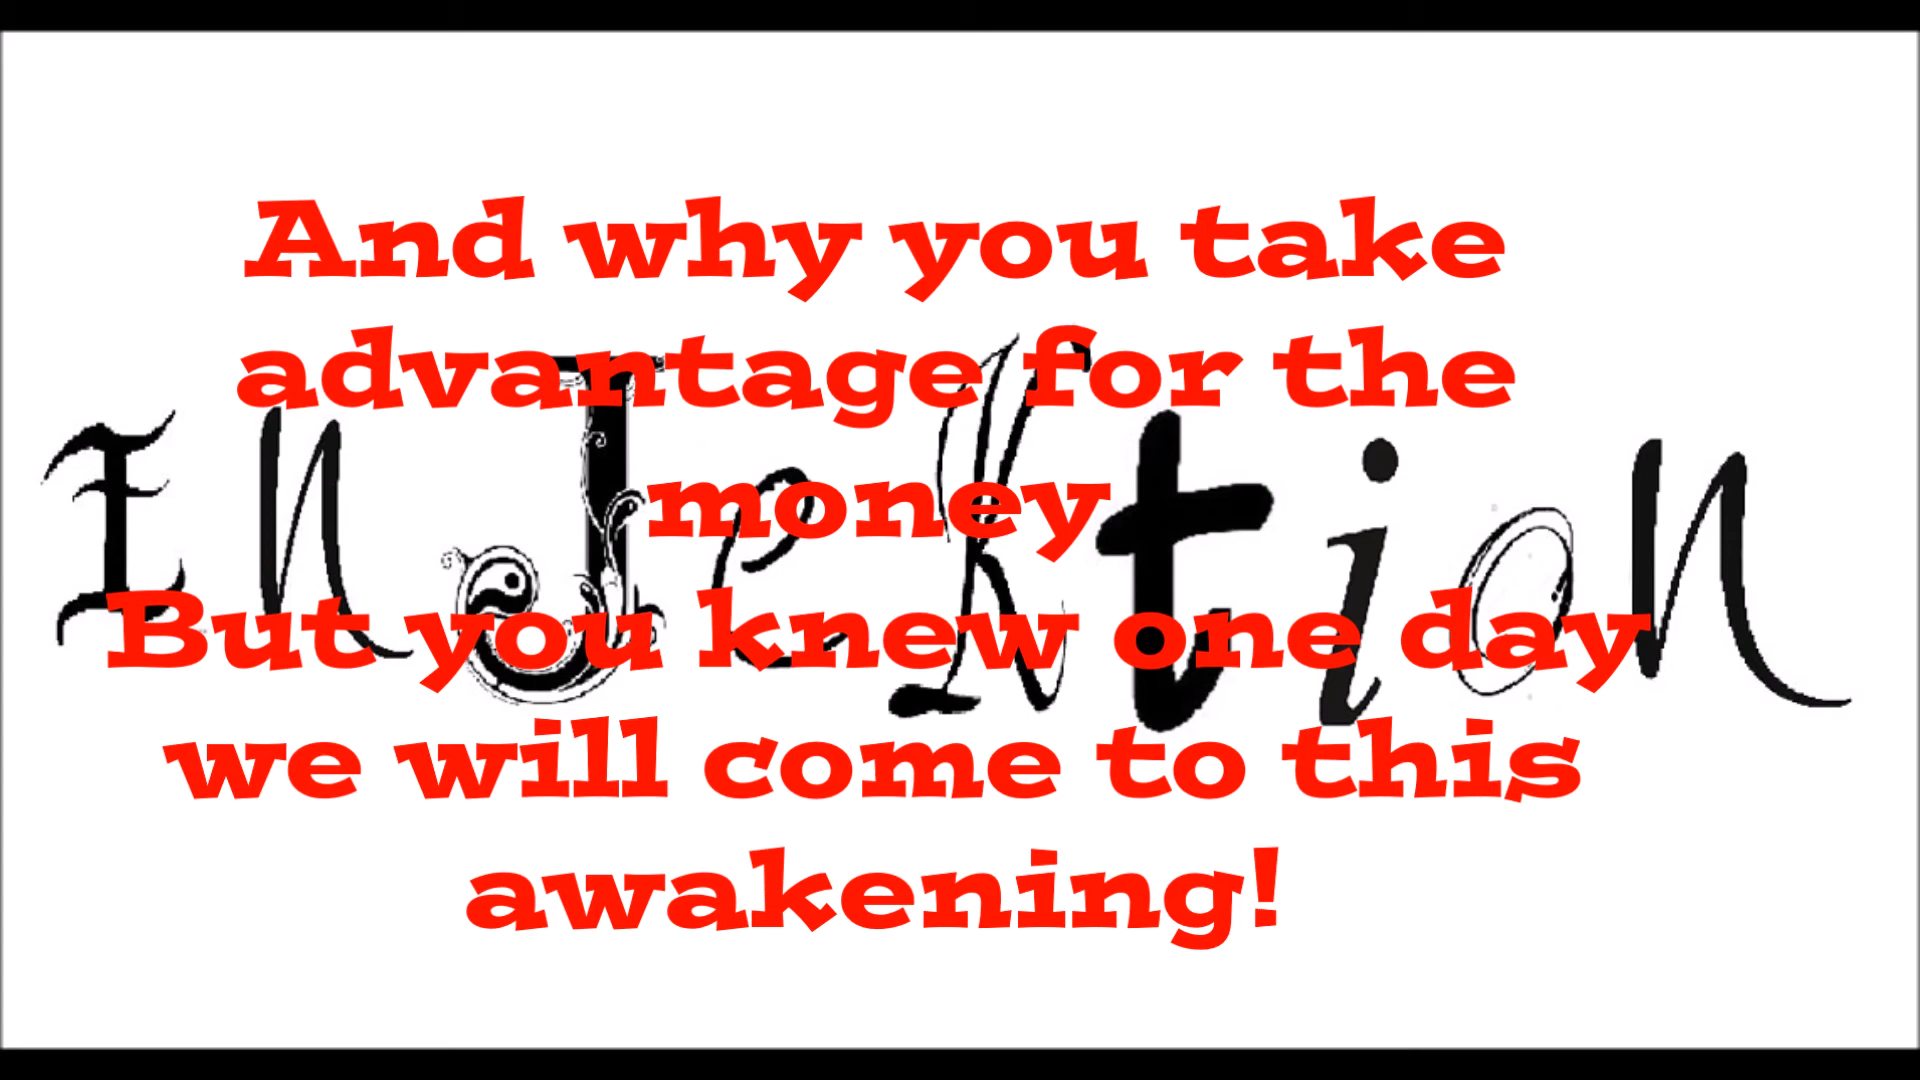 And why you take
advantage for the
money
InJeKtion
But you knew one day
we will come to this
awakening!